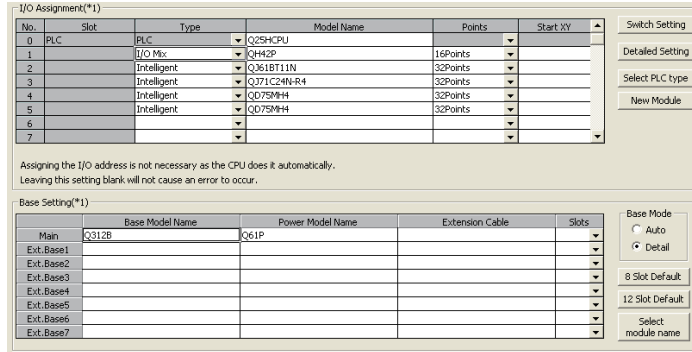 I/O Assignment(*1)
No. Slot Type Model Name Points Start XY
0 PLC PLC Q25HCPU
1 I/O Mix QH42P 16Points
2 Intelligent QJ61BT11N 32Points
3 Intelligent QJ71C24N-R4 32Points
4 Intelligent QD75MH4 32Points
5 Intelligent QD75MH4 32Points
6
7
Switch Setting
Detailed Setting
Select PLC type
New Module
Assigning the I/O address is not necessary as the CPU does it automatically.
Leaving this setting blank will not cause an error to occur.
Base Setting(*1)
Base Model Name Power Model Name Extension Cable Slots
Main Q312B Q61P
Ext.Base1
Ext.Base2
Ext.Base3
Ext.Base4
Ext.Base5
Ext.Base6
Ext.Base7
Base Mode
Auto
Detail
8 Slot Default
12 Slot Default
Select
module name